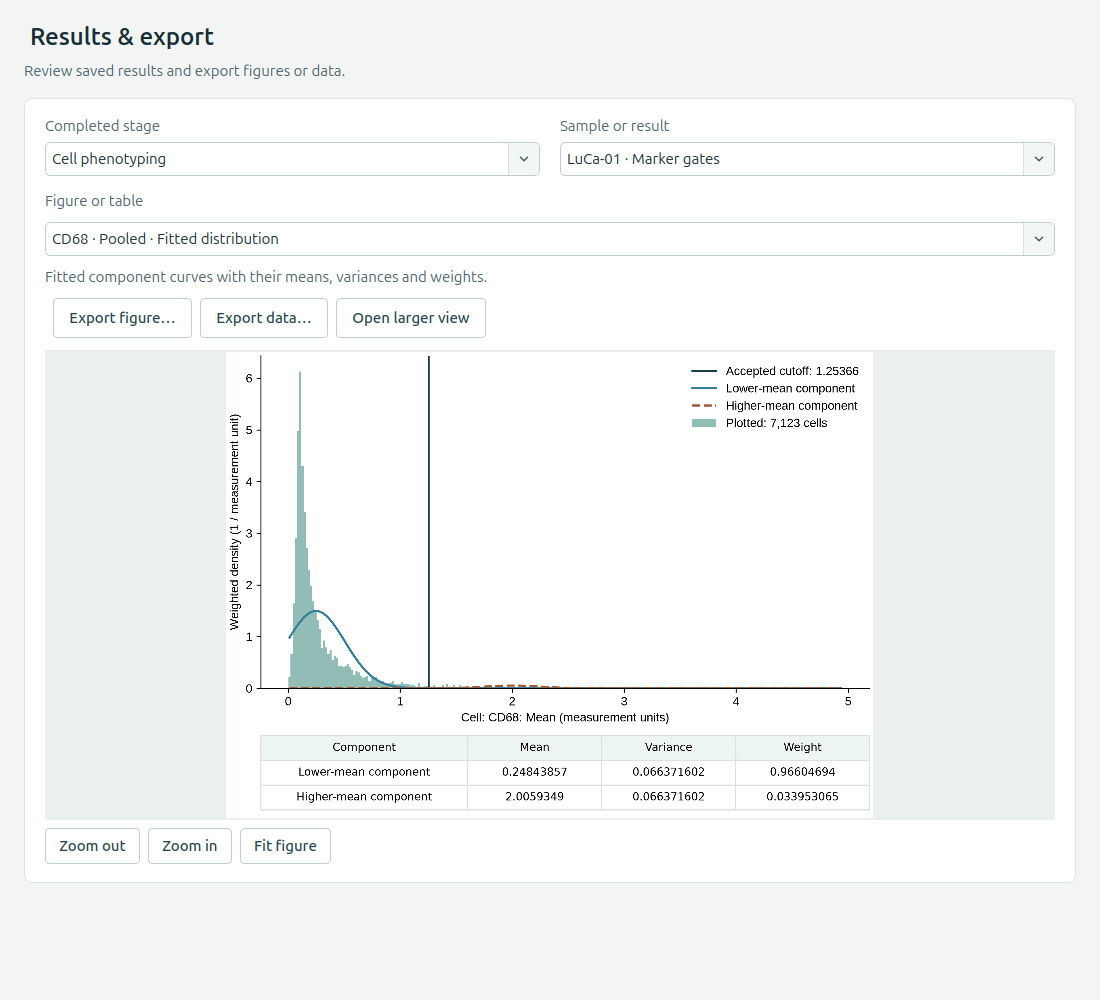 Results & export
Review saved results and export figures or data.
Completed stage
Sample or result
Cell phenotyping
LuCa-01 · Marker gates
Figure or table
CD68 · Pooled · Fitted distribution
Fitted component curves with their means, variances and weights.
Export figure...
Export data...
Open larger view
Weighted density (1 / measurement unit)
6
5
4
3
2
1
0
Accepted cutoff: 1.25366
Lower-mean component
Higher-mean component
Plotted: 7,123 cells
0 1 2 3 4 5
Cell: CD68: Mean (measurement units)
Component Mean Variance Weight
Lower-mean component 0.24843857 0.066371602 0.96604694
Higher-mean component 2.0059349 0.066371602 0.033953065
Zoom out
Zoom in
Fit figure